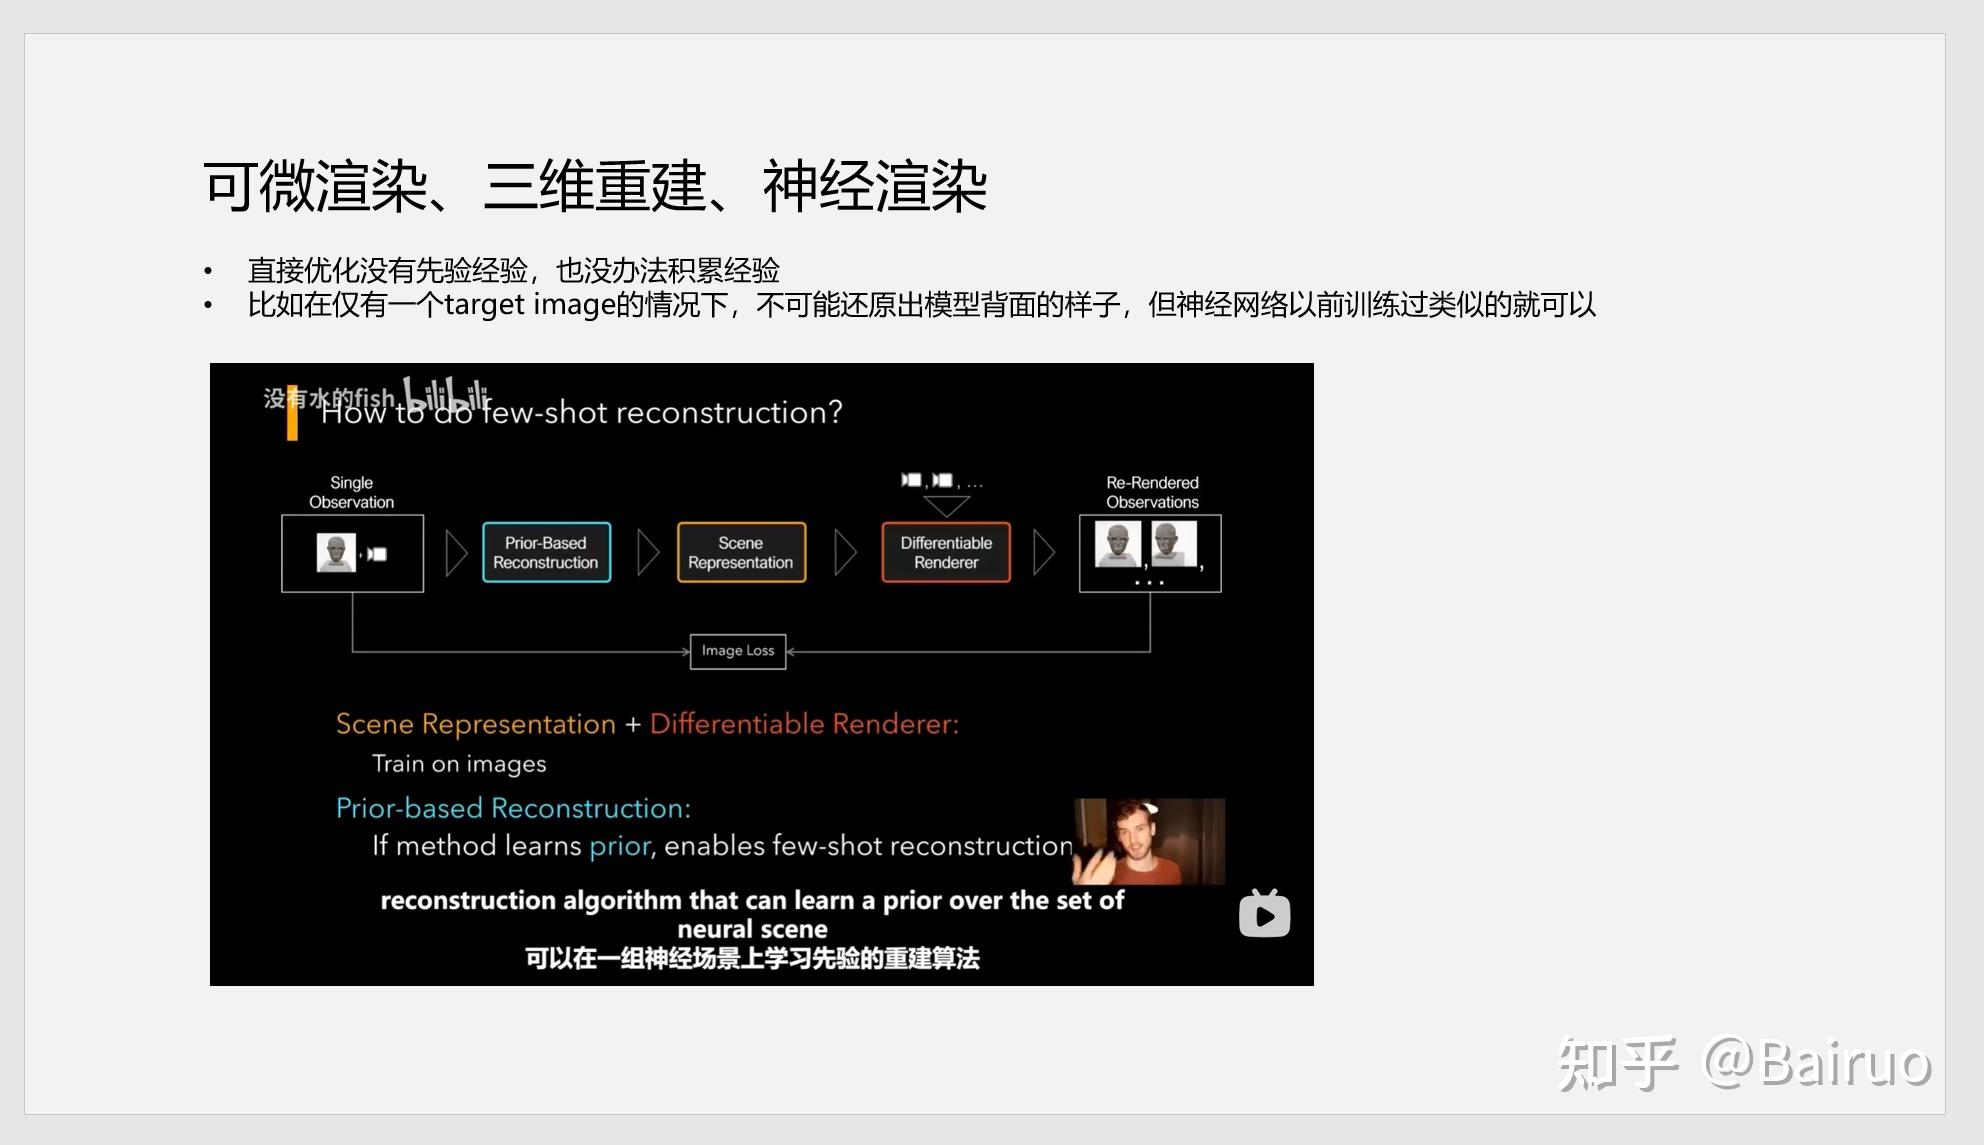 可微渲染、三维重建、神经渲染
• 直接优化没有先验经验，也没办法积累经验
• 比如在仅有一个target image的情况下，不可能还原出模型背面的样子，但神经网络以前训练过类似的就可以
没有水的fish bilibili
How to do few-shot reconstruction?
Single
Observation
Prior-Based
Reconstruction
Scene
Representation
, , ...
Differentiable
Renderer
Re-Rendered
Observations
Image Loss
Scene Representation + Differentiable Renderer:
Train on images
Prior-based Reconstruction:
If method learns prior, enables few-shot reconstruction
reconstruction algorithm that can learn a prior over the set of
neural scene
可以在一组神经场景上学习先验的重建算法
知乎 @Bairuo